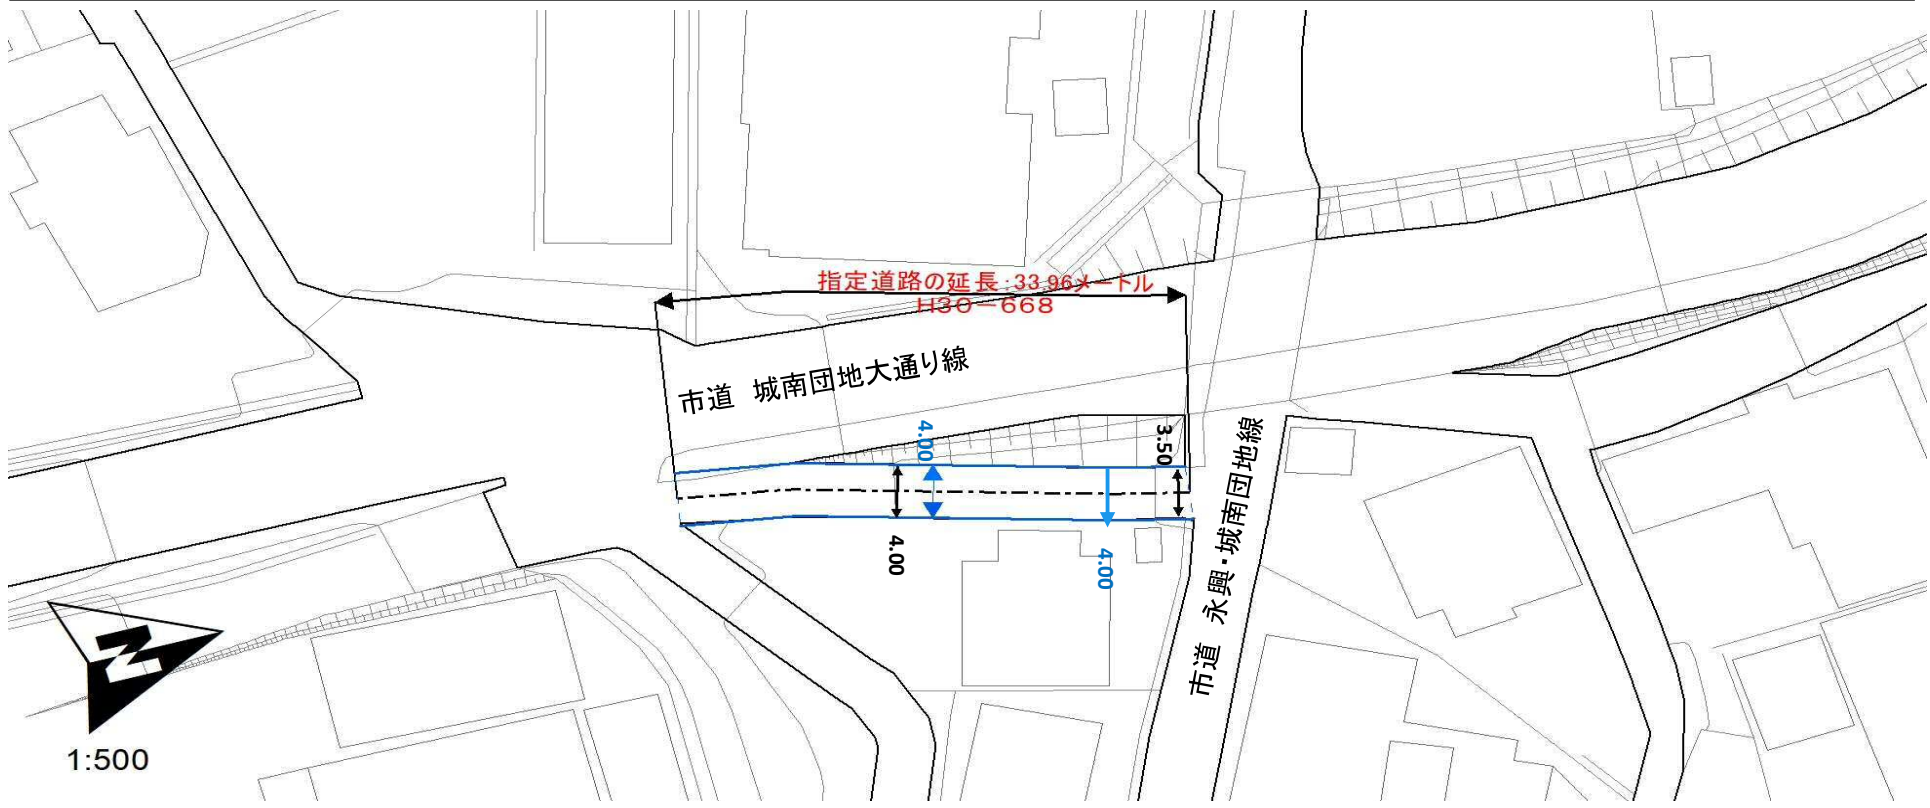 指定道路の延長:33.96メートル
H30-668
市道 城南団地大通り線
4.00
3.50
4.00
4.00
市道 永興・城南団地線
N
1:500